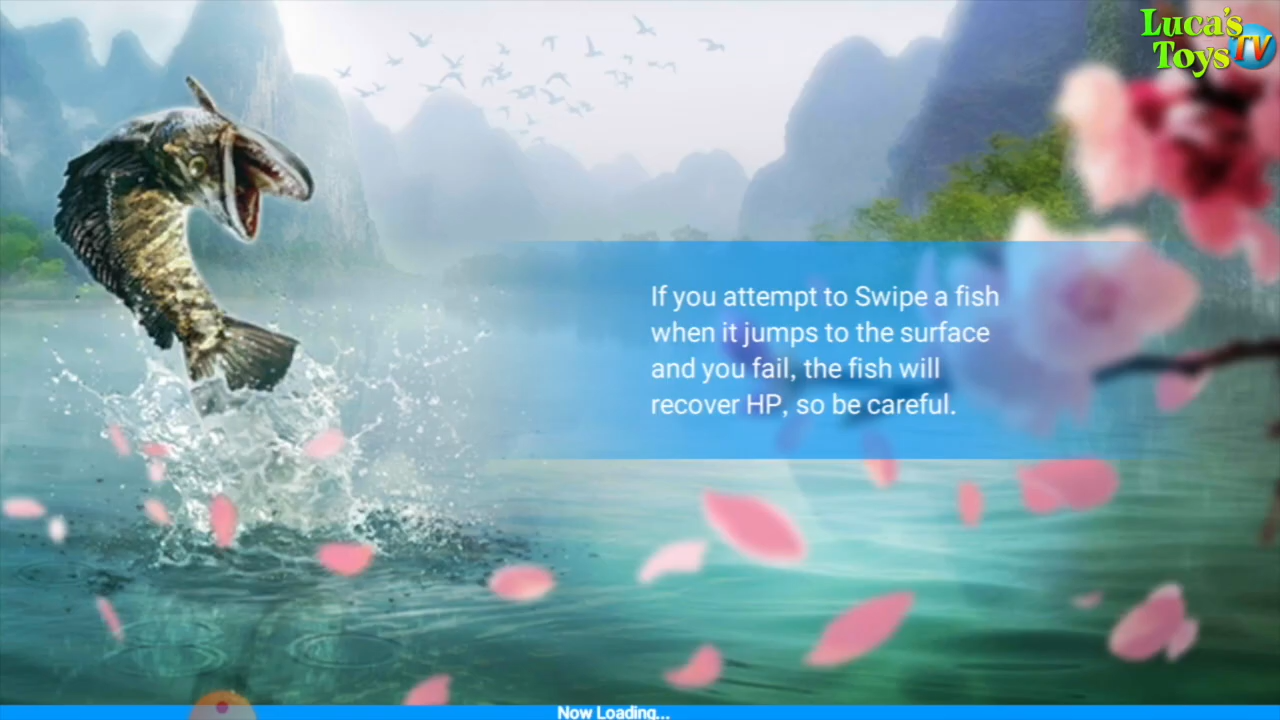 Luca's
Toys TV
If you attempt to Swipe a fish
when it jumps to the surface
and you fail, the fish will
recover HP, so be careful.
Now Loading...